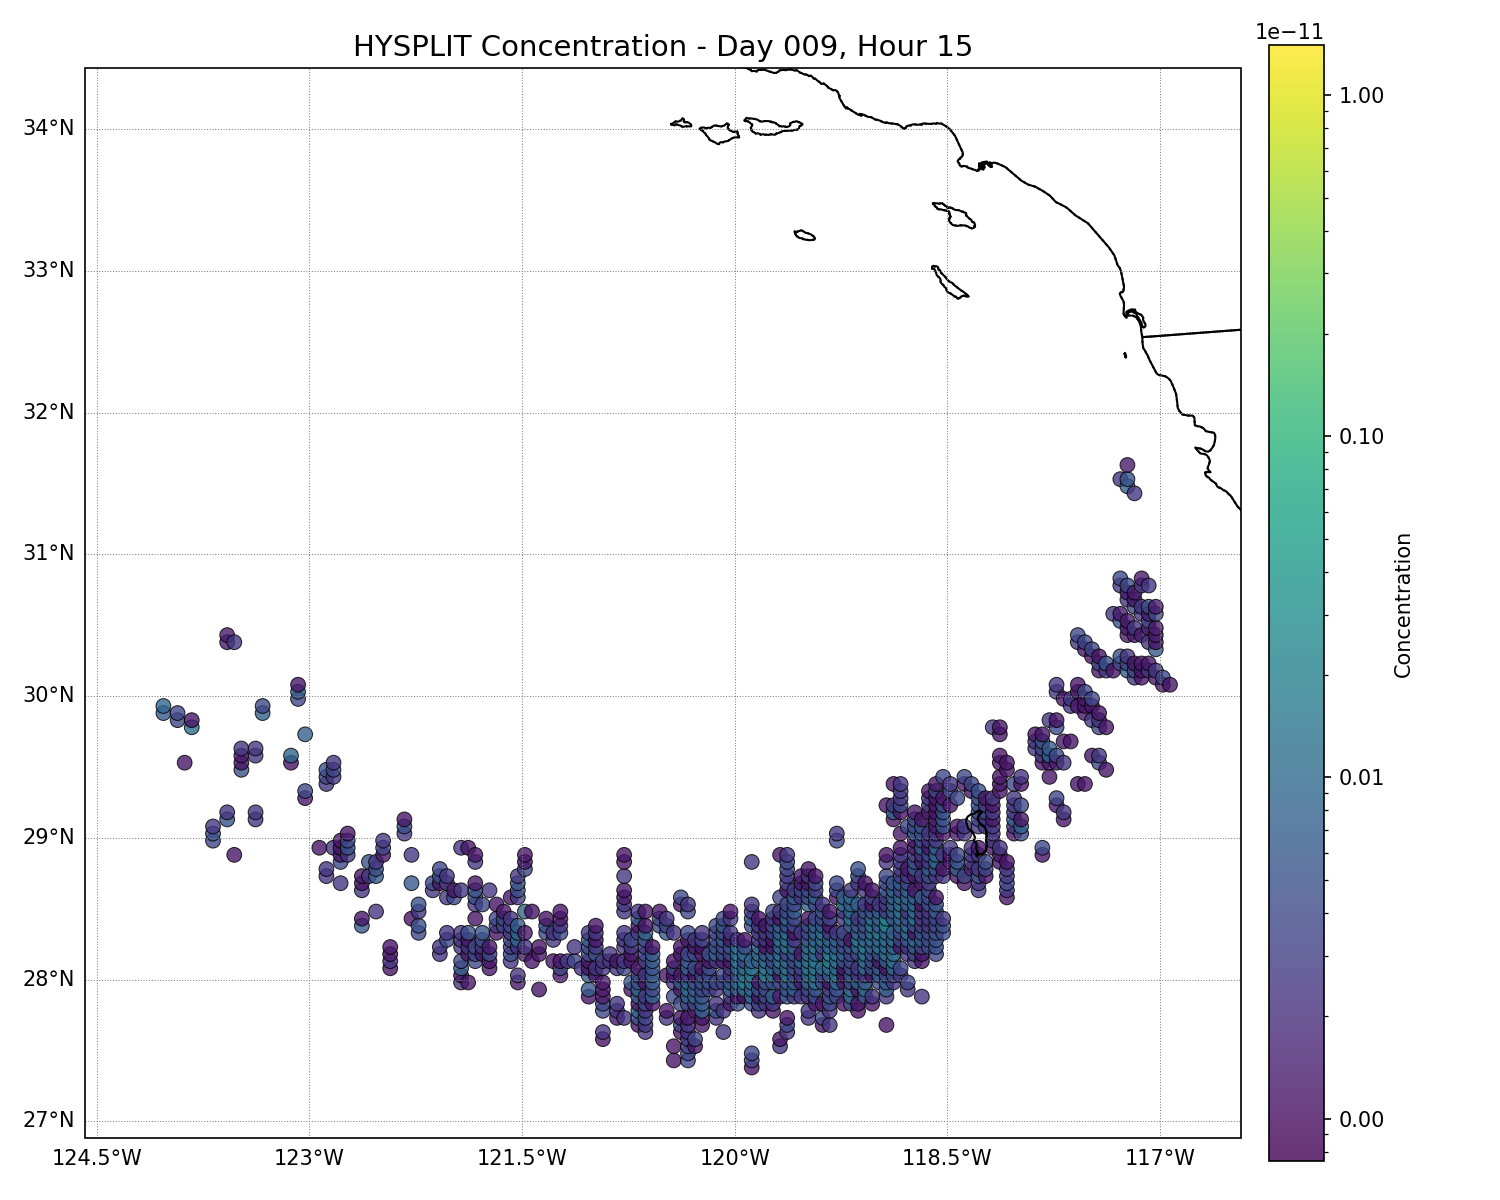 HYSPLIT Concentration - Day 009, Hour 15
1e−11
34°N
33°N
32°N
31°N
30°N
29°N
28°N
27°N
124.5°W
123°W
121.5°W
120°W
118.5°W
117°W
1.00
0.10
0.01
0.00
Concentration